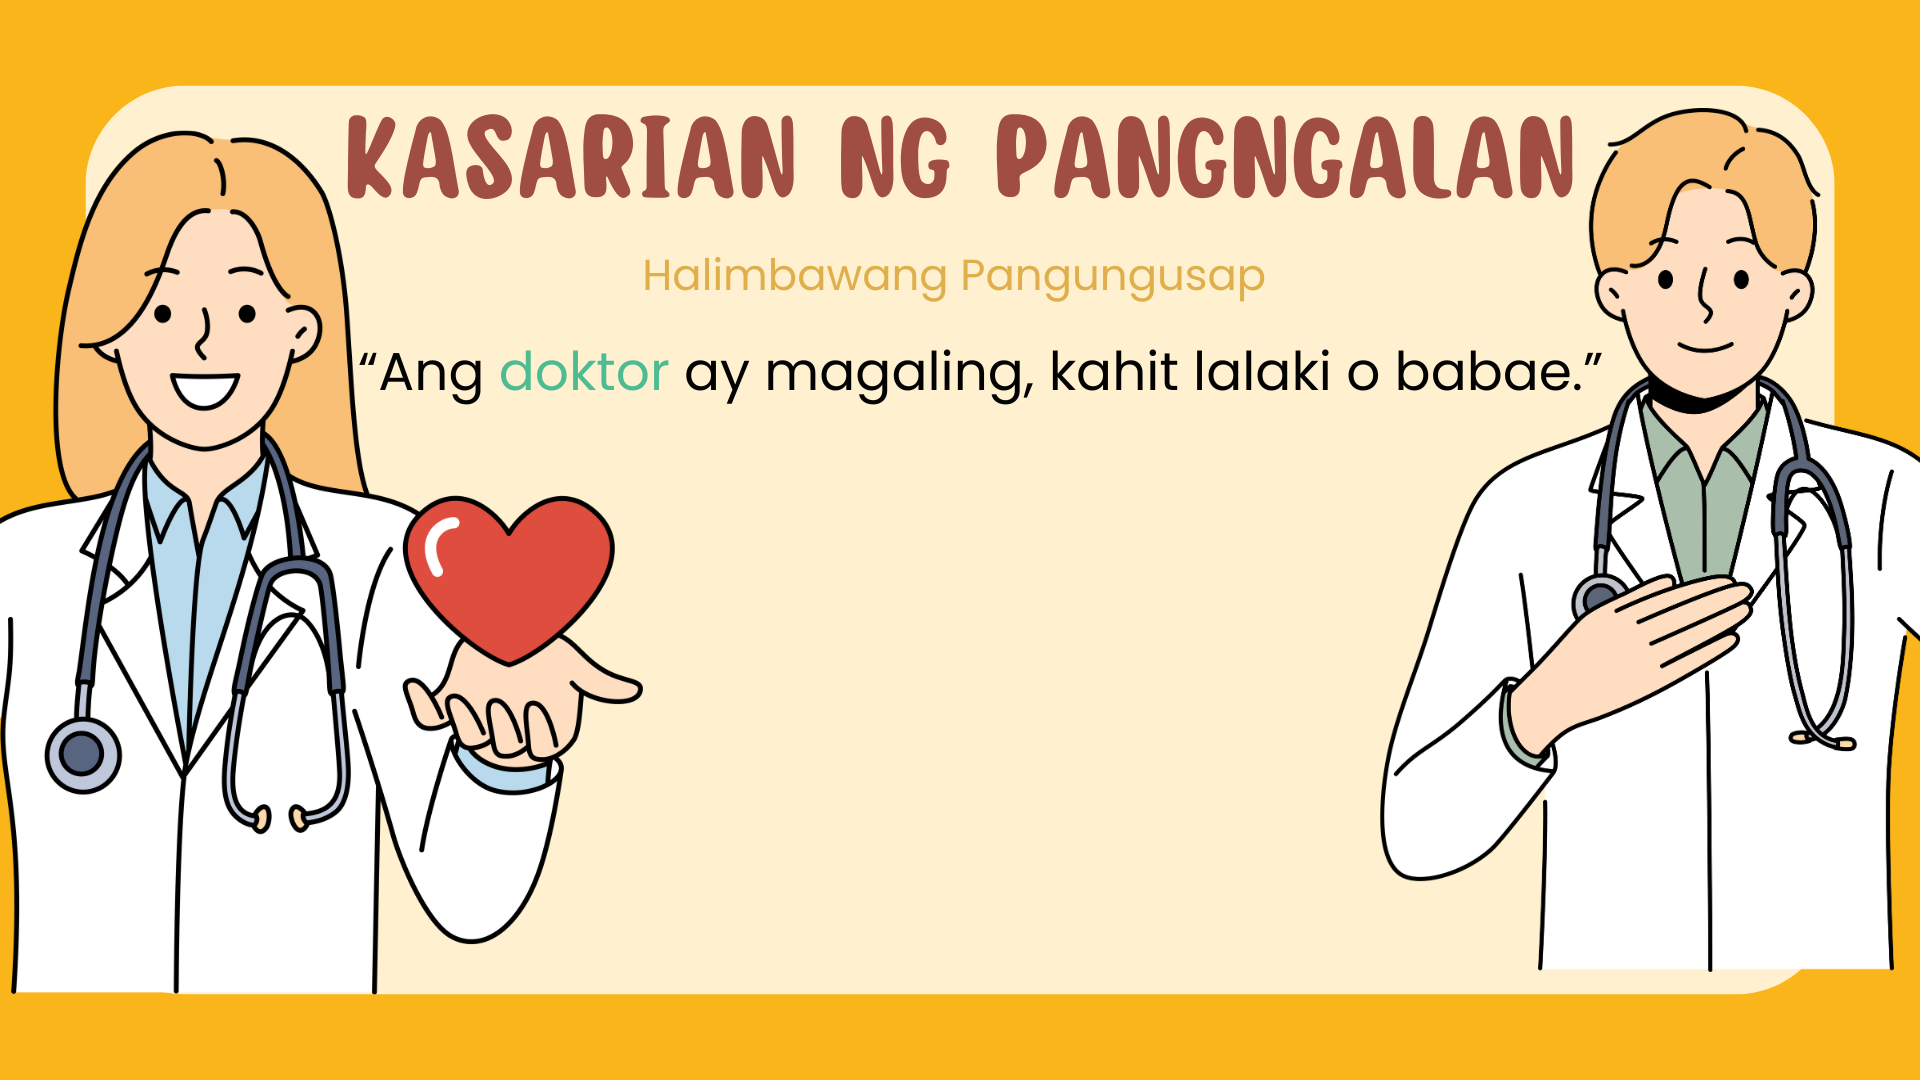 KASARIAN NG PANGNGALAN
Halimbawang Pangungusap
“Ang doktor ay magaling, kahit lalaki o babae.”